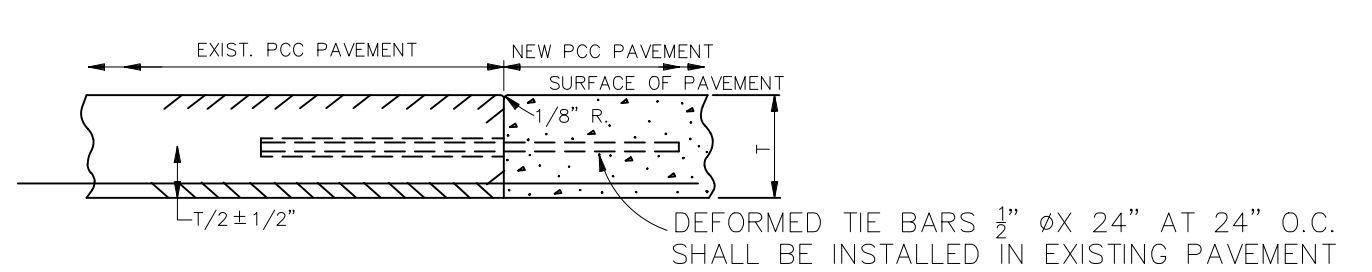 EXIST. PCC PAVEMENT
NEW PCC PAVEMENT
SURFACE OF PAVEMENT
1/8" R.
T
T/2 ± 1/2"
DEFORMED TIE BARS ½" ØX 24" AT 24" O.C.
SHALL BE INSTALLED IN EXISTING PAVEMENT